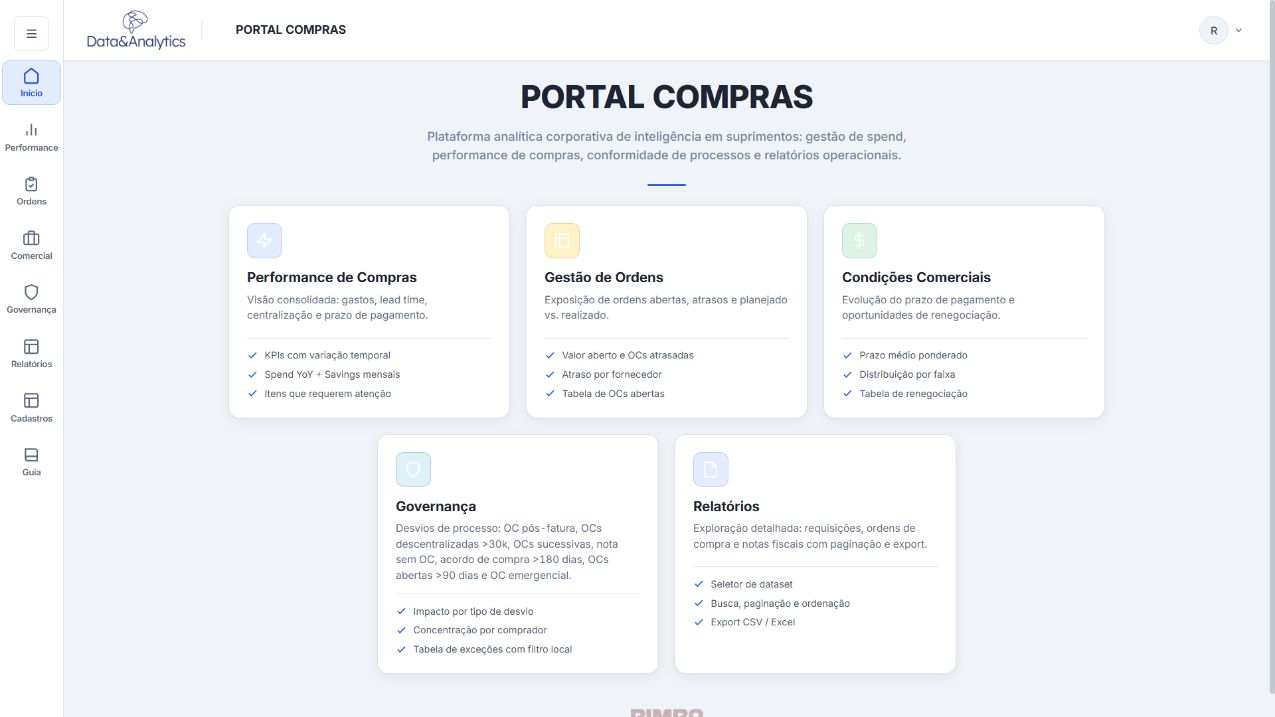 Data&Analytics
PORTAL COMPRAS
R
Início
Performance
Ordens
Comercial
Governança
Relatórios
Cadastros
Guia
PORTAL COMPRAS
Plataforma analítica corporativa de inteligência em suprimentos: gestão de spend,
performance de compras, conformidade de processos e relatórios operacionais.
Performance de Compras
Visão consolidada: gastos, lead time,
centralização e prazo de pagamento.
KPIs com variação temporal
Spend YoY + Savings mensais
Itens que requerem atenção
Gestão de Ordens
Exposição de ordens abertas, atrasos e planejado
vs. realizado.
Valor aberto e OCs atrasadas
Atraso por fornecedor
Tabela de OCs abertas
Condições Comerciais
Evolução do prazo de pagamento e
oportunidades de renegociação.
Prazo médio ponderado
Distribuição por faixa
Tabela de renegociação
Governança
Desvios de processo: OC pós-fatura, OCs
descentralizadas >30k, OCs sucessivas, nota
sem OC, acordo de compra >180 dias, OCs
abertas >90 dias e OC emergencial.
Impacto por tipo de desvio
Concentração por comprador
Tabela de exceções com filtro local
Relatórios
Exploração detalhada: requisições, ordens de
compra e notas fiscais com paginação e export.
Seletor de dataset
Busca, paginação e ordenação
Export CSV / Excel
BIMBO